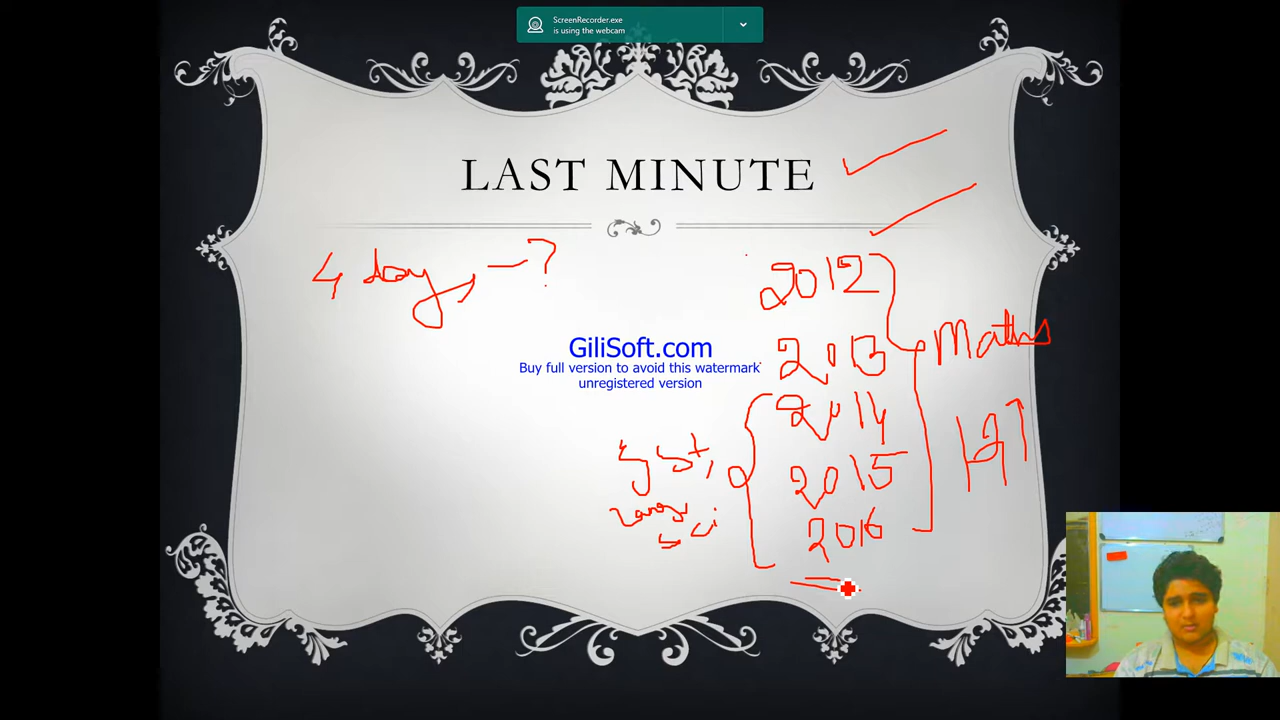 ScreenRecorder.exe
is using the webcam
LAST MINUTE
4 days - ?
2012
2013
Maths
GiliSoft.com
Buy full version to avoid this watermark
unregistered version
2014
2015
2016